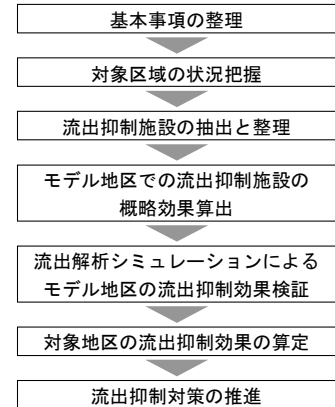 基本事項の整理
対象区域の状況把握
流出抑制施設の抽出と整理
モデル地区での流出抑制施設の
概略効果算出
流出解析シミュレーションによる
モデル地区の流出抑制効果検証
対象地区の流出抑制効果の算定
流出抑制対策の推進